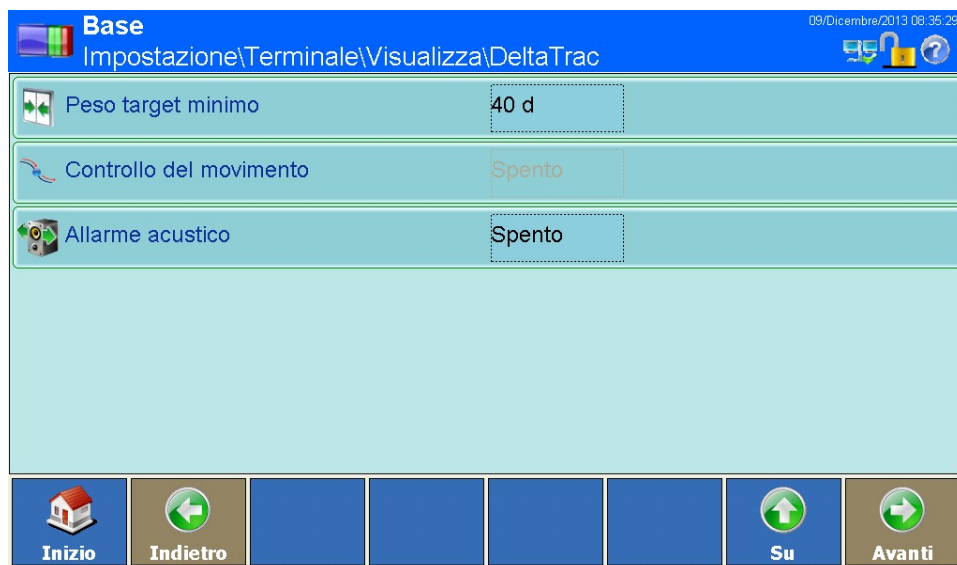 Base
09/Dicembre/2013 08:35:29
Impostazione\Terminale\Visualizza\DeltaTrac
Peso target minimo 40 d
Controllo del movimento Spento
Allarme acustico Spento
Inizio Indietro Su Avanti